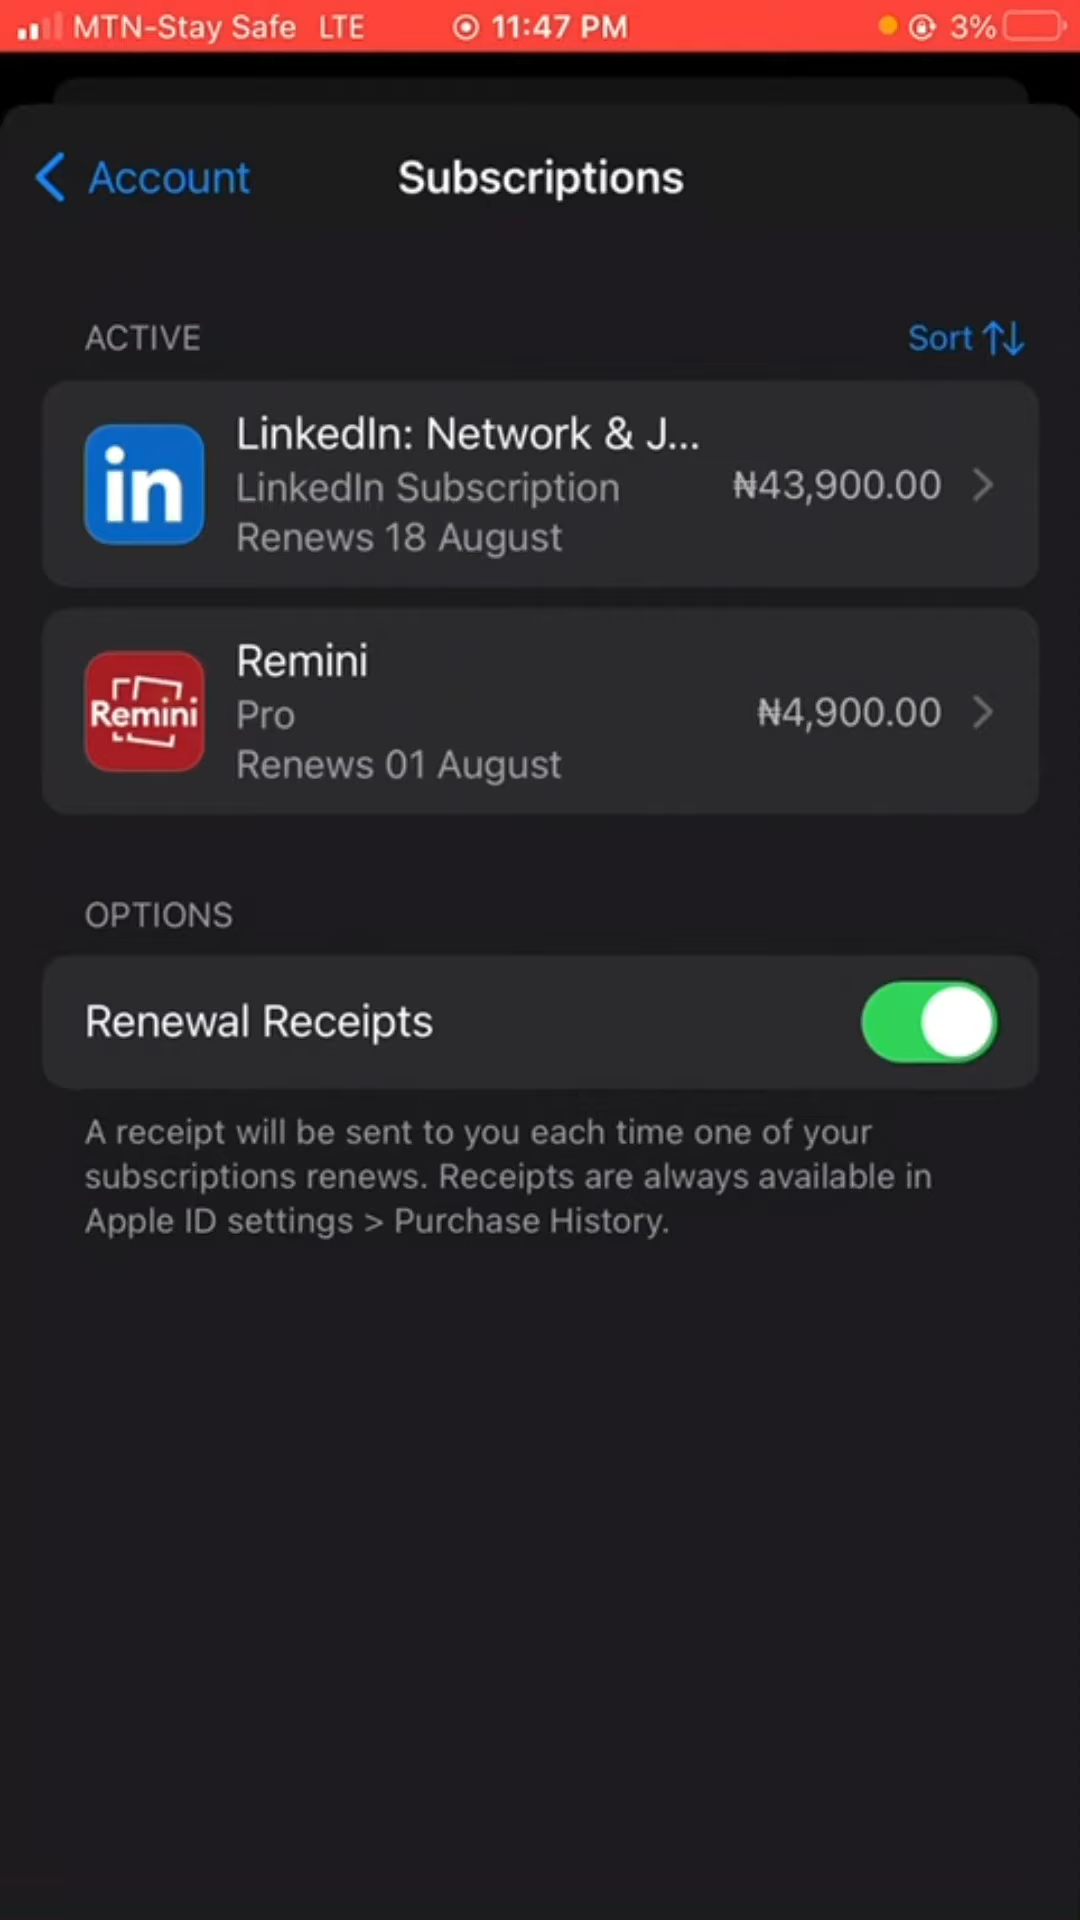 MTN-Stay Safe LTE 11:47 PM 3%
Account Subscriptions
ACTIVE Sort
LinkedIn: Network & J...
LinkedIn Subscription ₦43,900.00
Renews 18 August
in
Remini
Pro ₦4,900.00
Renews 01 August
Remini
OPTIONS
Renewal Receipts
A receipt will be sent to you each time one of your
subscriptions renews. Receipts are always available in
Apple ID settings > Purchase History.